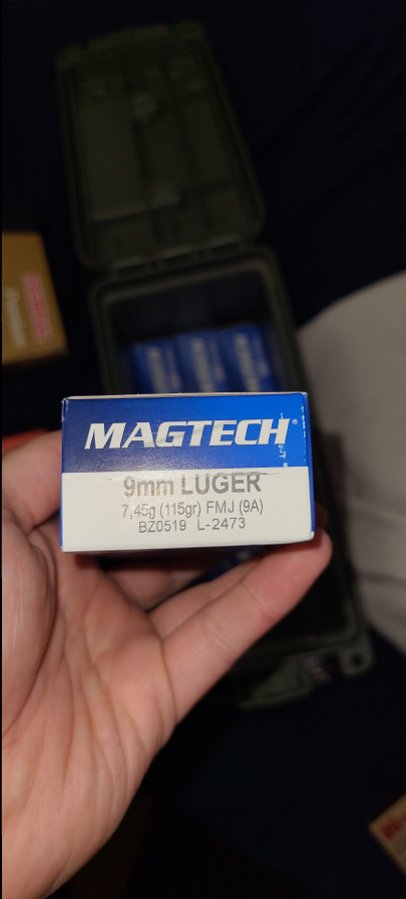 MAGTECH®
9mm LUGER
7,45g (115gr) FMJ (9A)
BZ0519 L-2473